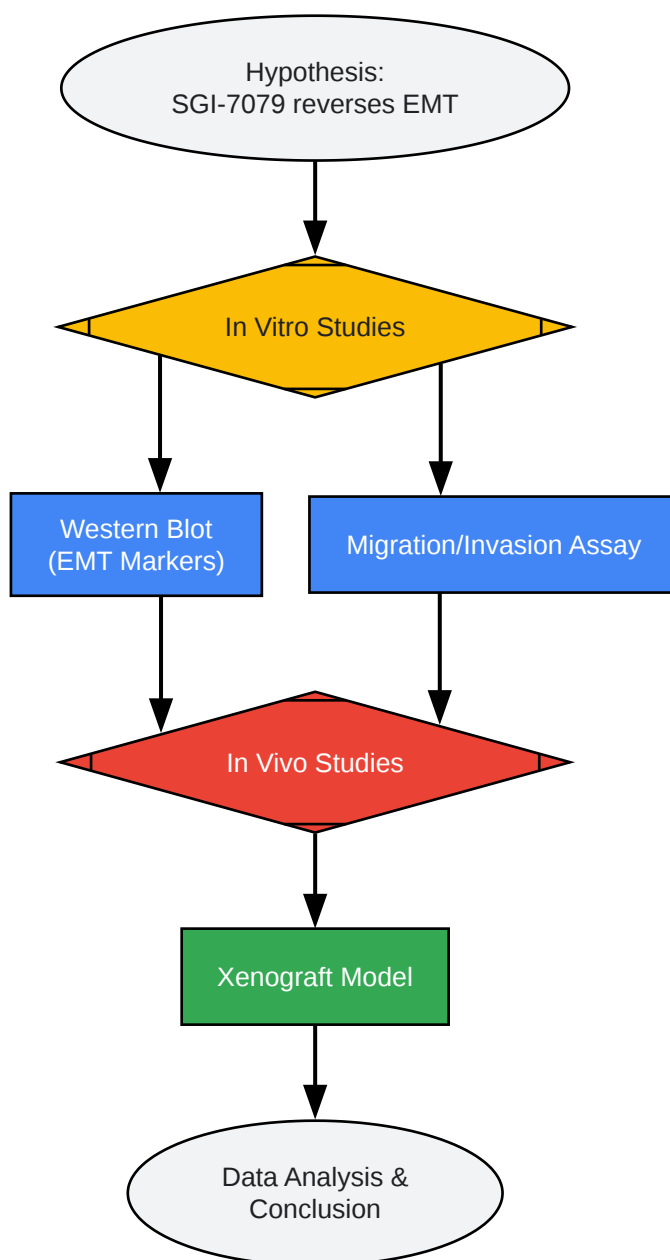 Hypothesis:
SGI-7079 reverses EMT
In Vitro Studies
Western Blot
(EMT Markers)
Migration/Invasion Assay
In Vivo Studies
Xenograft Model
Data Analysis &
Conclusion